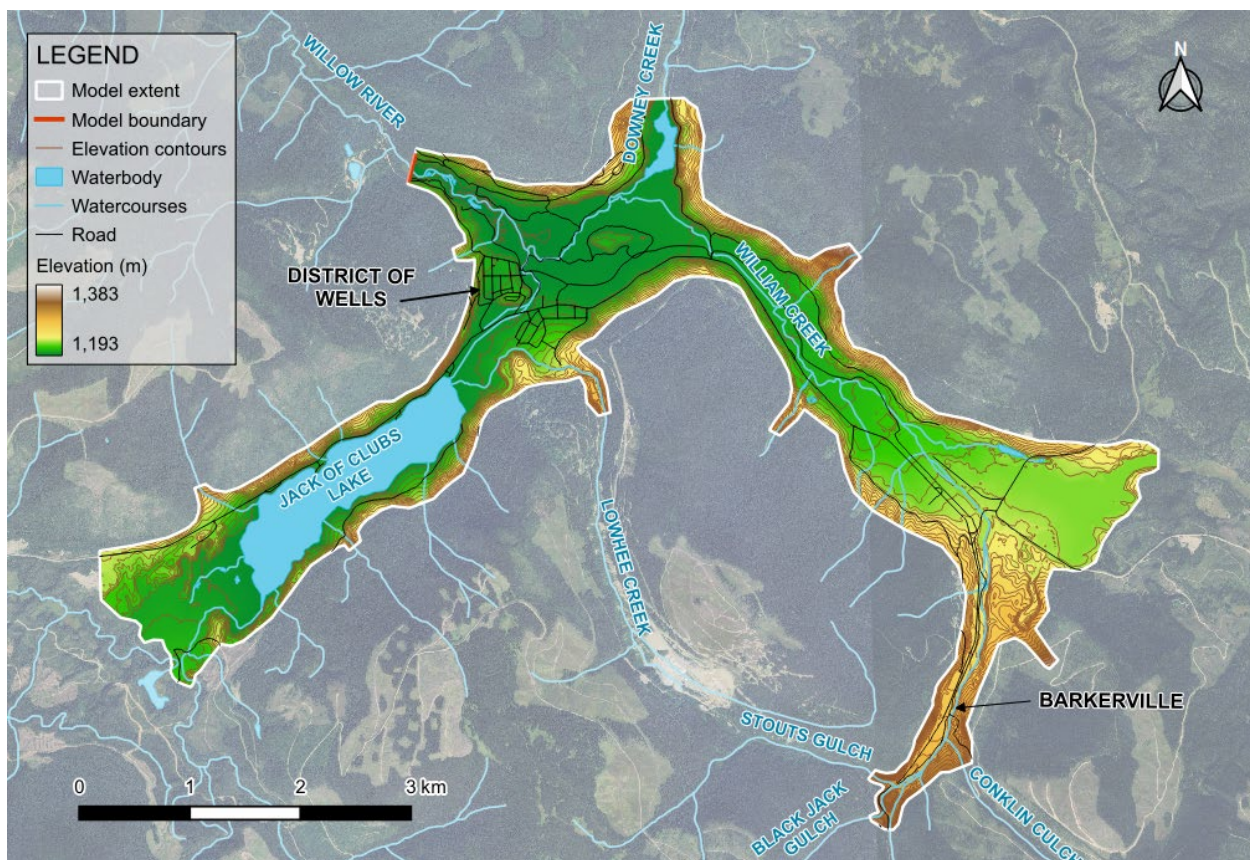 LEGEND
Model extent
Model boundary
Elevation contours
Waterbody
Watercourses
Road
Elevation (m)
1,383
1,193
WILLOW RIVER
DOWNEY CREEK
N
DISTRICT OF
WELLS
WILLIAM CREEK
JACK OF CLUBS
LAKE
LOWHEE CREEK
BARKERVILLE
STOUTS GULCH
BLACK JACK
GULCH
CONKLIN CULCH
0 1 2 3 km